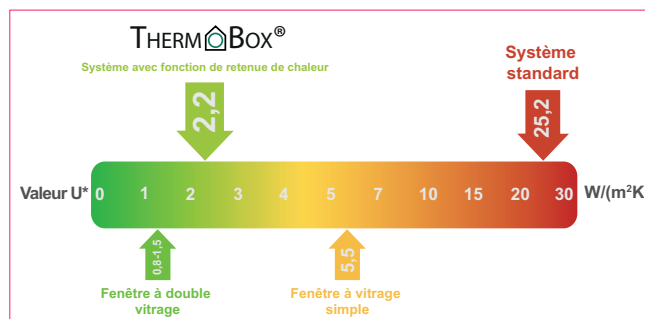 THERMBOX®
Système avec fonction de retenue de chaleur
Système
standard
2,2
25,2
Valeur U* 0 1 2 3 4 5 7 10 15 20 30 W/(m²K
0,8-1,5
5,5
Fenêtre à double
vitrage
Fenêtre à vitrage
simple